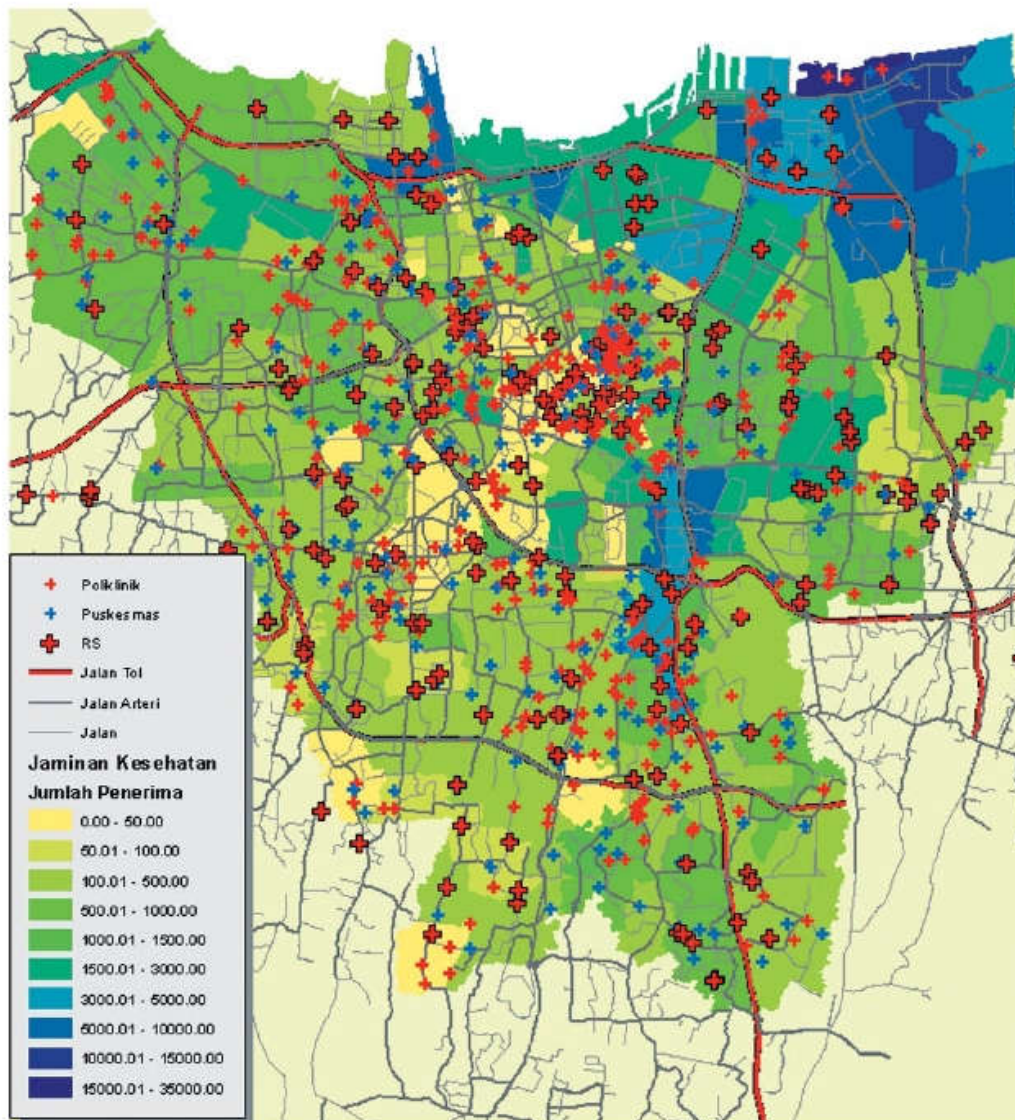 Poliklinik
Puskesmas
RS
Jalan Tol
Jalan Arteri
Jalan
Jaminan Kesehatan
Jumlah Penerima
0.00 - 50.00
50.01 - 100.00
100.01 - 500.00
500.01 - 1000.00
1000.01 - 1500.00
1500.01 - 3000.00
3000.01 - 5000.00
5000.01 - 10000.00
10000.01 - 15000.00
15000.01 - 35000.00